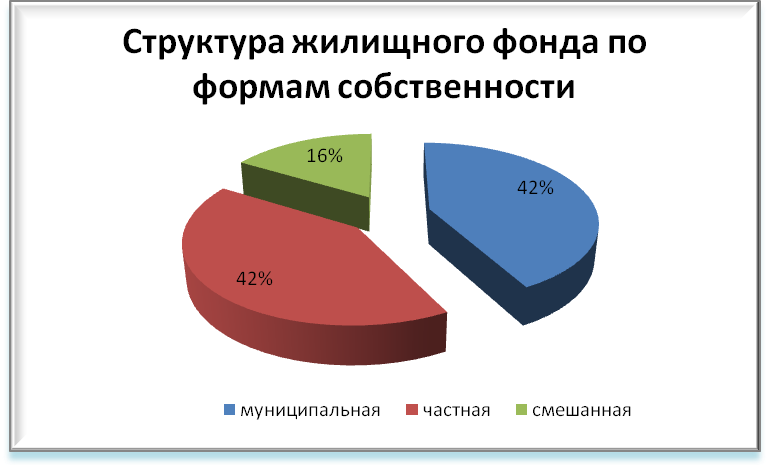 Структура жилищного фонда по
формам собственности
16%
42%
42%
муниципальная частная смешанная